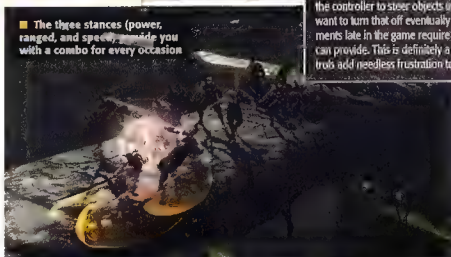 ■ The three stances (power,
ranged, and speed) provide you
with a combo for every occasion
the controller to steer objects
want to turn that off eventually
ments late in the game require
can provide. This is definitely a
trols add needless frustration to